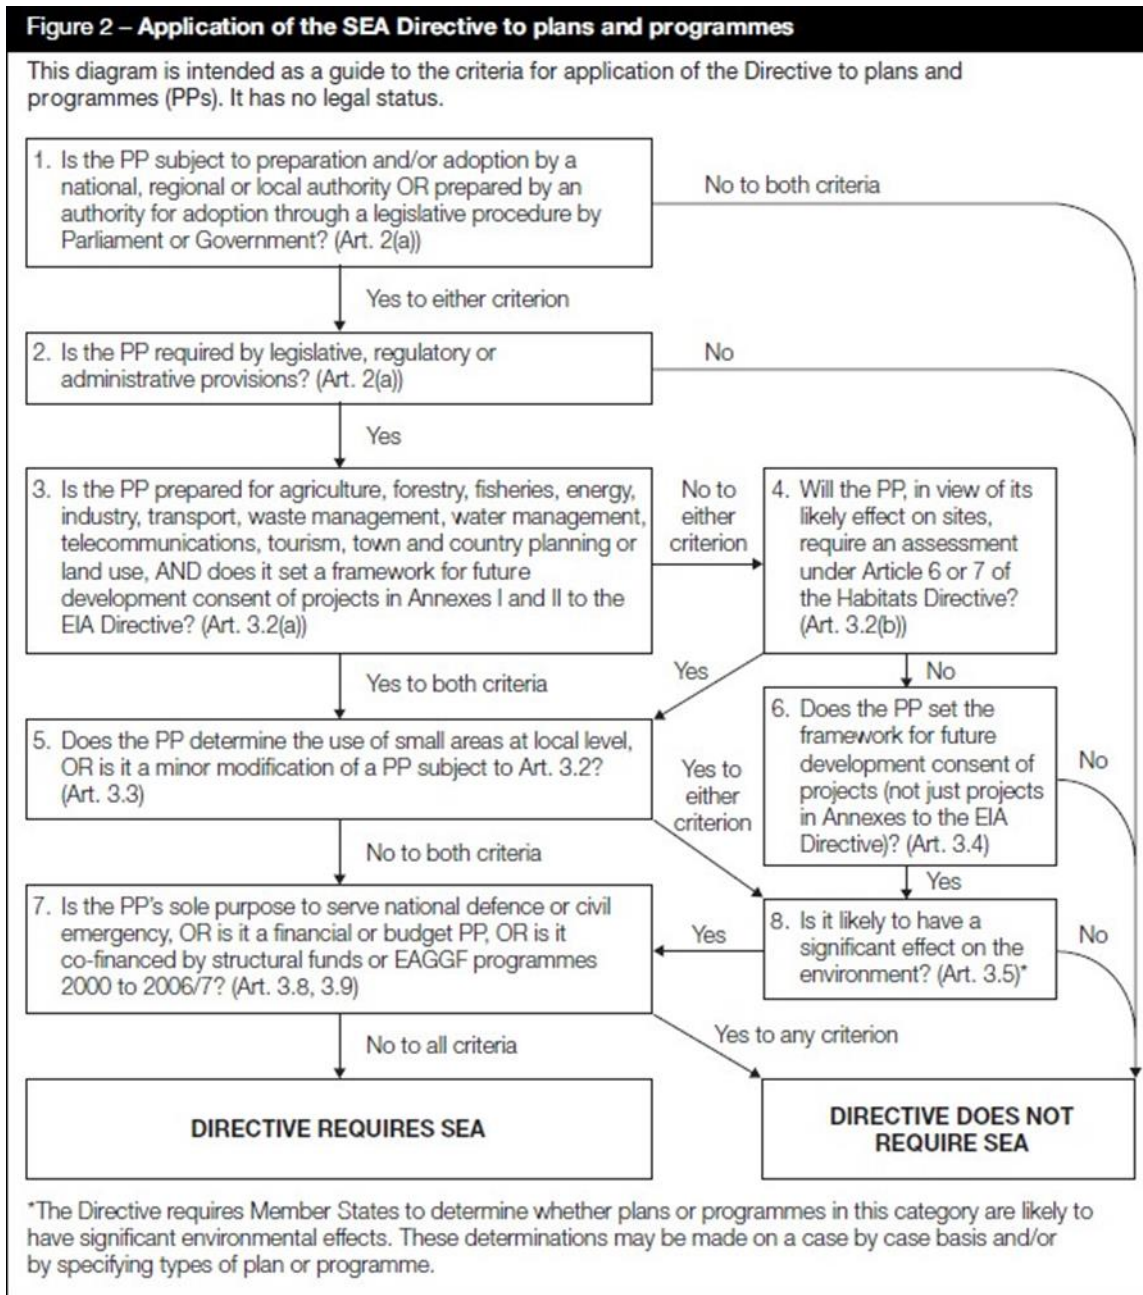 Figure 2 – Application of the SEA Directive to plans and programmes
This diagram is intended as a guide to the criteria for application of the Directive to plans and
programmes (PPs). It has no legal status.
1. Is the PP subject to preparation and/or adoption by a
national, regional or local authority OR prepared by an
authority for adoption through a legislative procedure by
Parliament or Government? (Art. 2(a))
No to both criteria
Yes to either criterion
2. Is the PP required by legislative, regulatory or
administrative provisions? (Art. 2(a))
No
Yes
3. Is the PP prepared for agriculture, forestry, fisheries, energy,
industry, transport, waste management, water management,
telecommunications, tourism, town and country planning or
land use, AND does it set a framework for future
development consent of projects in Annexes I and II to the
EIA Directive? (Art. 3.2(a))
No to
either
criterion
4. Will the PP, in view of its
likely effect on sites,
require an assessment
under Article 6 or 7 of
the Habitats Directive?
(Art. 3.2(b))
Yes to both criteria
Yes
No
5. Does the PP determine the use of small areas at local level,
OR is it a minor modification of a PP subject to Art. 3.2?
(Art. 3.3)
Yes to
either
criterion
6. Does the PP set the
framework for future
development consent of
projects (not just projects
in Annexes to the EIA
Directive)? (Art. 3.4)
No
No to both criteria
Yes
7. Is the PP's sole purpose to serve national defence or civil
emergency, OR is it a financial or budget PP, OR is it
co-financed by structural funds or EAGGF programmes
2000 to 2006/7? (Art. 3.8, 3.9)
Yes
8. Is it likely to have a
significant effect on the
environment? (Art. 3.5)*
No
No to all criteria
Yes to any criterion
DIRECTIVE REQUIRES SEA
DIRECTIVE DOES NOT
REQUIRE SEA
*The Directive requires Member States to determine whether plans or programmes in this category are likely to
have significant environmental effects. These determinations may be made on a case by case basis and/or
by specifying types of plan or programme.